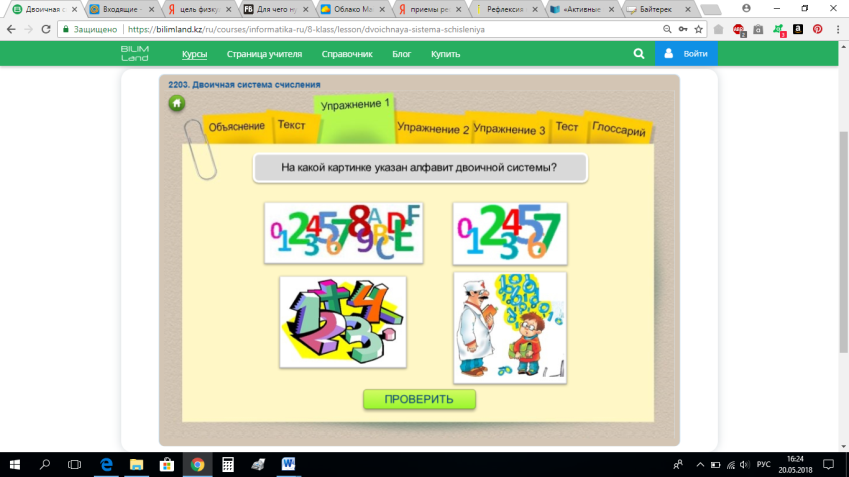 Двоичная с
Входящие -
цель физку
Для чего ну
Облако Ma
приемы ре
Рефлексия
«Активные
Байтерек
Защищено
https://bilimland.kz/ru/courses/informatika-ru/8-klass/lesson/dvoichnaya-sistema-schisleniya
BILIM Land
Курсы
Страница учителя
Справочник
Блог
Купить
Войти
2203. Двоичная система счисления
Объяснение
Текст
Упражнение 1
Упражнение 2
Упражнение 3
Тест
Глоссарий
На какой картинке указан алфавит двоичной системы?
0 1 2 3 4 5 6 7 8 9 A B C D E F
0 1 2 3 4 5 6 7
1 2 + 3 4
ПРОВЕРИТЬ
РУС
16:24
20.05.2018